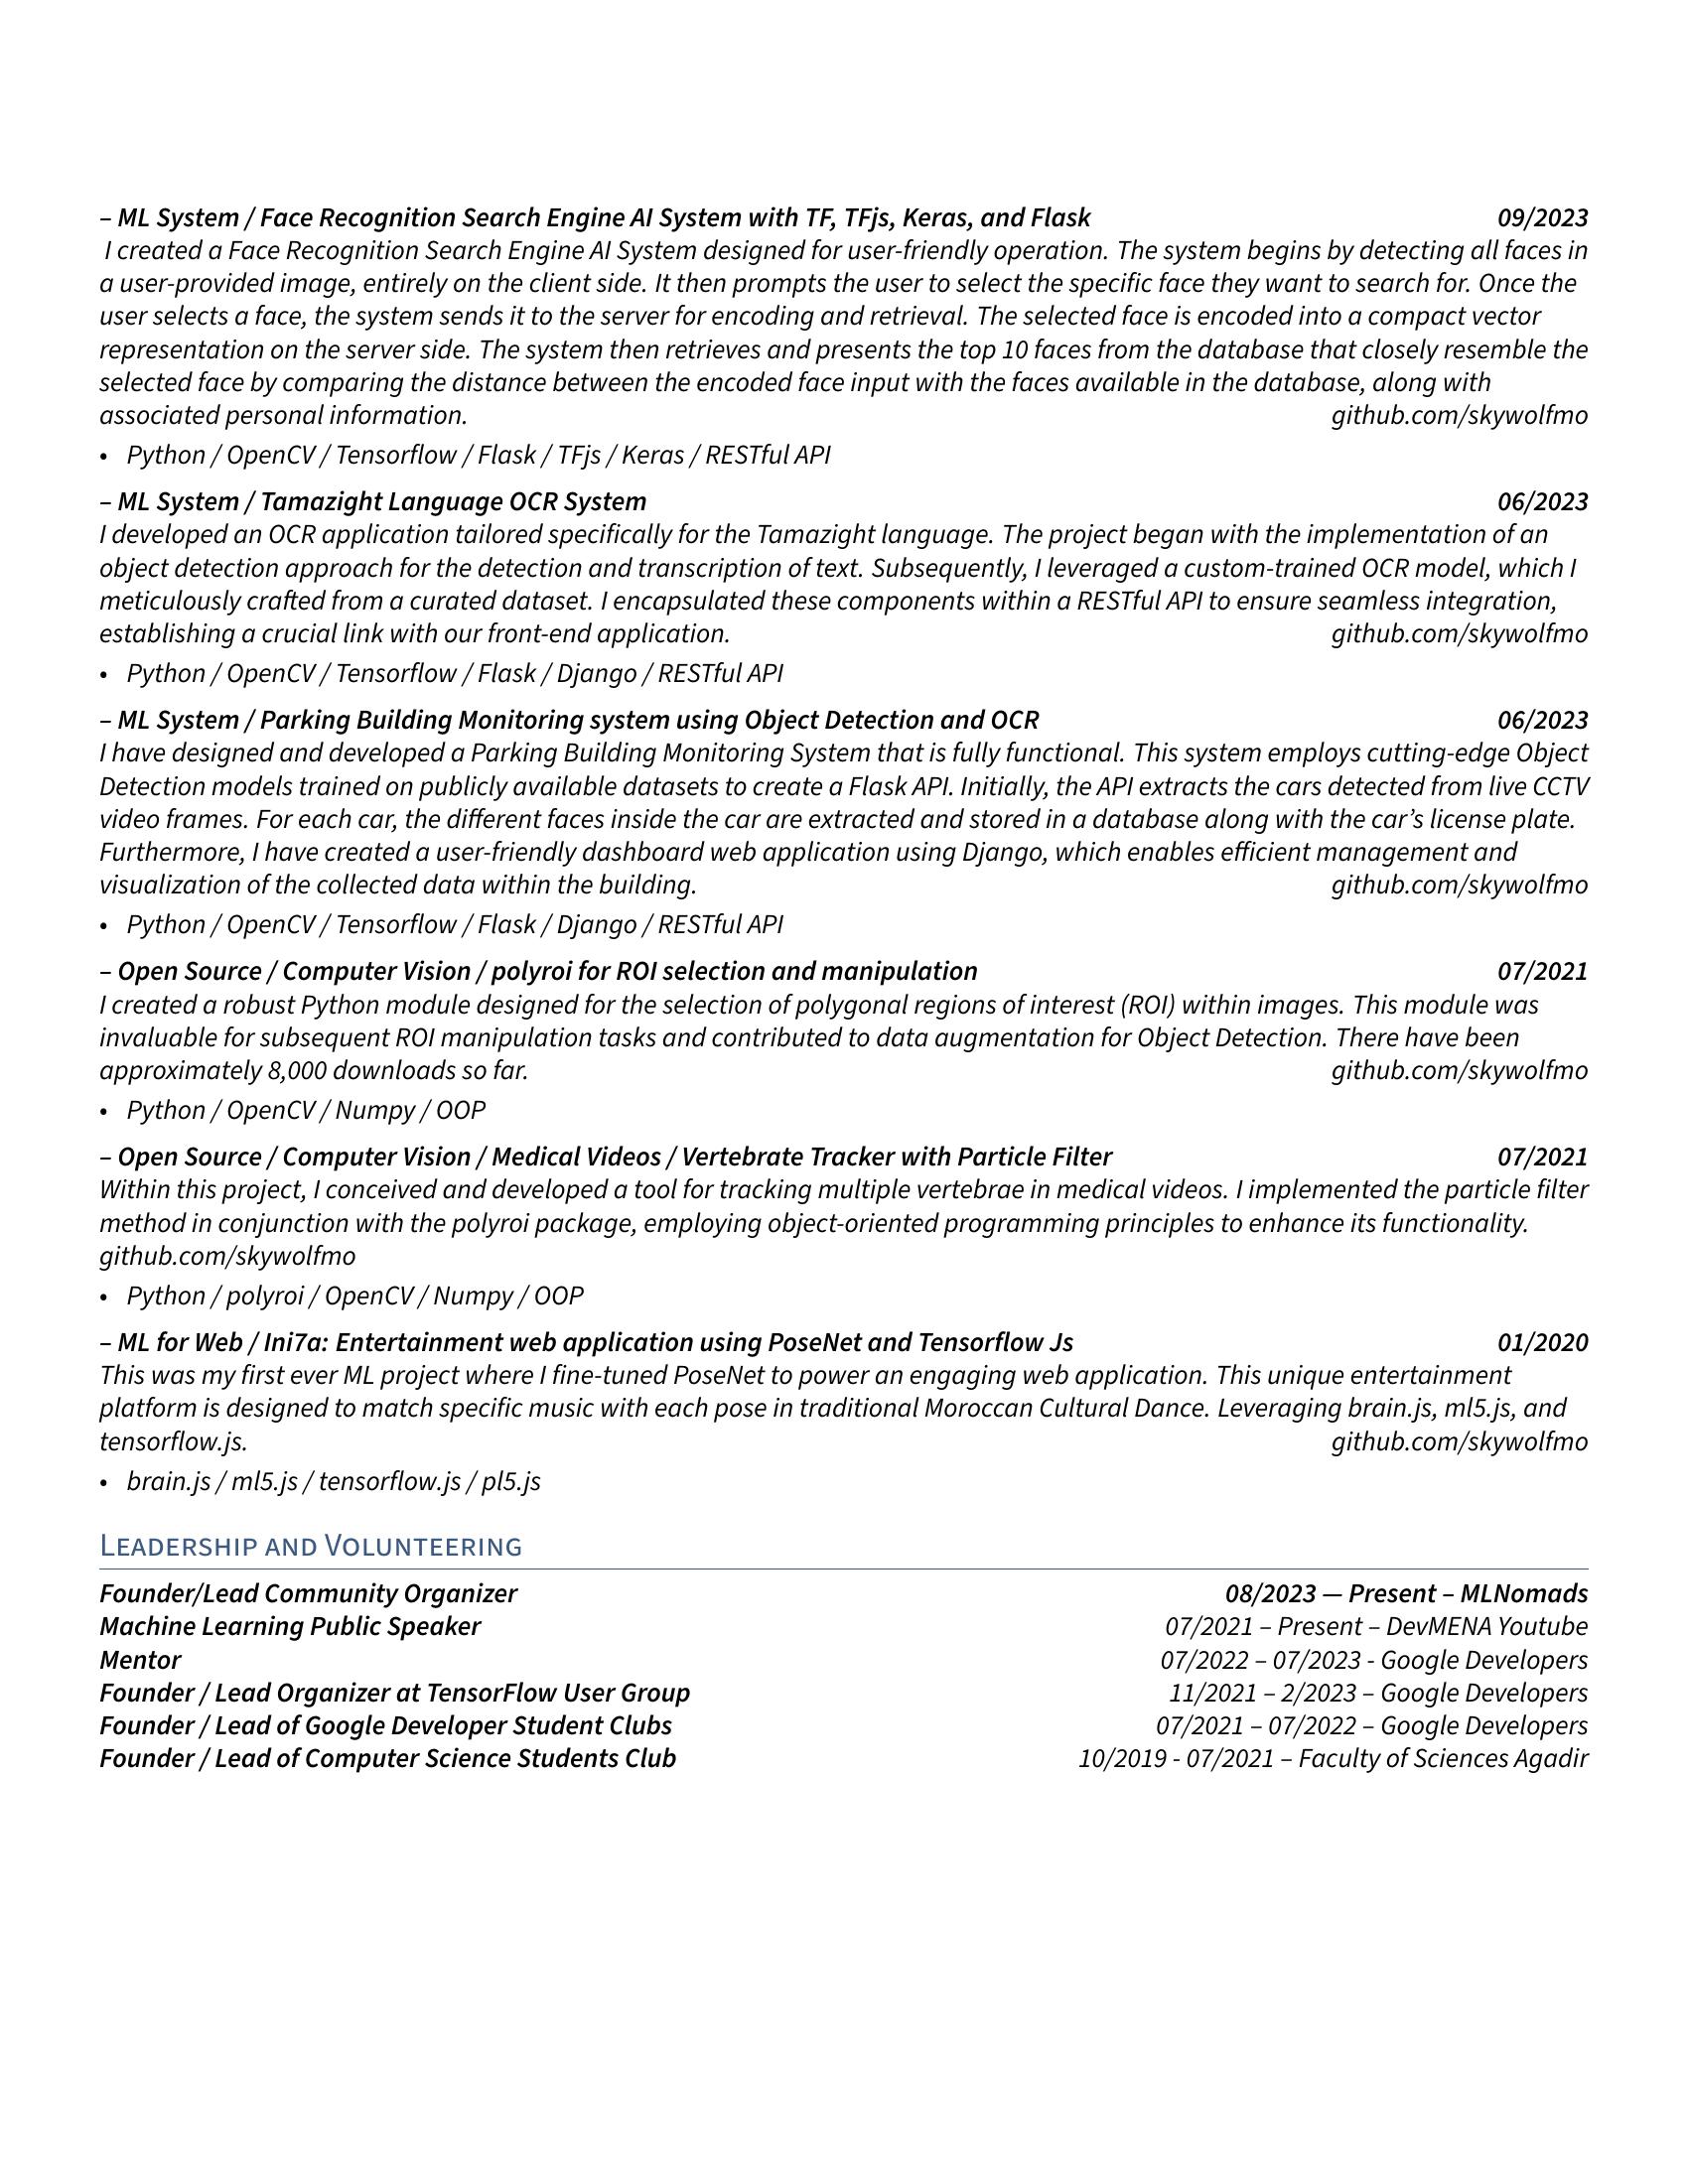 – ML System / Face Recognition Search Engine AI System with TF, TFjs, Keras, and Flask 09/2023
I created a Face Recognition Search Engine AI System designed for user-friendly operation. The system begins by detecting all faces in
a user-provided image, entirely on the client side. It then prompts the user to select the specific face they want to search for. Once the
user selects a face, the system sends it to the server for encoding and retrieval. The selected face is encoded into a compact vector
representation on the server side. The system then retrieves and presents the top 10 faces from the database that closely resemble the
selected face by comparing the distance between the encoded face input with the faces available in the database, along with
associated personal information. github.com/skywolfmo
• Python / OpenCV / Tensorflow / Flask / TFjs / Keras / RESTful API
– ML System / Tamazight Language OCR System 06/2023
I developed an OCR application tailored specifically for the Tamazight language. The project began with the implementation of an
object detection approach for the detection and transcription of text. Subsequently, I leveraged a custom-trained OCR model, which I
meticulously crafted from a curated dataset. I encapsulated these components within a RESTful API to ensure seamless integration,
establishing a crucial link with our front-end application. github.com/skywolfmo
• Python / OpenCV / Tensorflow / Flask / Django / RESTful API
– ML System / Parking Building Monitoring system using Object Detection and OCR 06/2023
I have designed and developed a Parking Building Monitoring System that is fully functional. This system employs cutting-edge Object
Detection models trained on publicly available datasets to create a Flask API. Initially, the API extracts the cars detected from live CCTV
video frames. For each car, the different faces inside the car are extracted and stored in a database along with the car’s license plate.
Furthermore, I have created a user-friendly dashboard web application using Django, which enables efficient management and
visualization of the collected data within the building. github.com/skywolfmo
• Python / OpenCV / Tensorflow / Flask / Django / RESTful API
– Open Source / Computer Vision / polyroi for ROI selection and manipulation 07/2021
I created a robust Python module designed for the selection of polygonal regions of interest (ROI) within images. This module was
invaluable for subsequent ROI manipulation tasks and contributed to data augmentation for Object Detection. There have been
approximately 8,000 downloads so far. github.com/skywolfmo
• Python / OpenCV / Numpy / OOP
– Open Source / Computer Vision / Medical Videos / Vertebrate Tracker with Particle Filter 07/2021
Within this project, I conceived and developed a tool for tracking multiple vertebrae in medical videos. I implemented the particle filter
method in conjunction with the polyroi package, employing object-oriented programming principles to enhance its functionality.
github.com/skywolfmo
• Python / polyroi / OpenCV / Numpy / OOP
– ML for Web / Ini7a: Entertainment web application using PoseNet and Tensorflow Js 01/2020
This was my first ever ML project where I fine-tuned PoseNet to power an engaging web application. This unique entertainment
platform is designed to match specific music with each pose in traditional Moroccan Cultural Dance. Leveraging brain.js, ml5.js, and
tensorflow.js. github.com/skywolfmo
• brain.js / ml5.js / tensorflow.js / pl5.js
Leadership and Volunteering
Founder/Lead Community Organizer 08/2023 — Present – MLNomads
Machine Learning Public Speaker 07/2021 – Present – DevMENA Youtube
Mentor 07/2022 – 07/2023 - Google Developers
Founder / Lead Organizer at TensorFlow User Group 11/2021 – 2/2023 – Google Developers
Founder / Lead of Google Developer Student Clubs 07/2021 – 07/2022 – Google Developers
Founder / Lead of Computer Science Students Club 10/2019 - 07/2021 – Faculty of Sciences Agadir